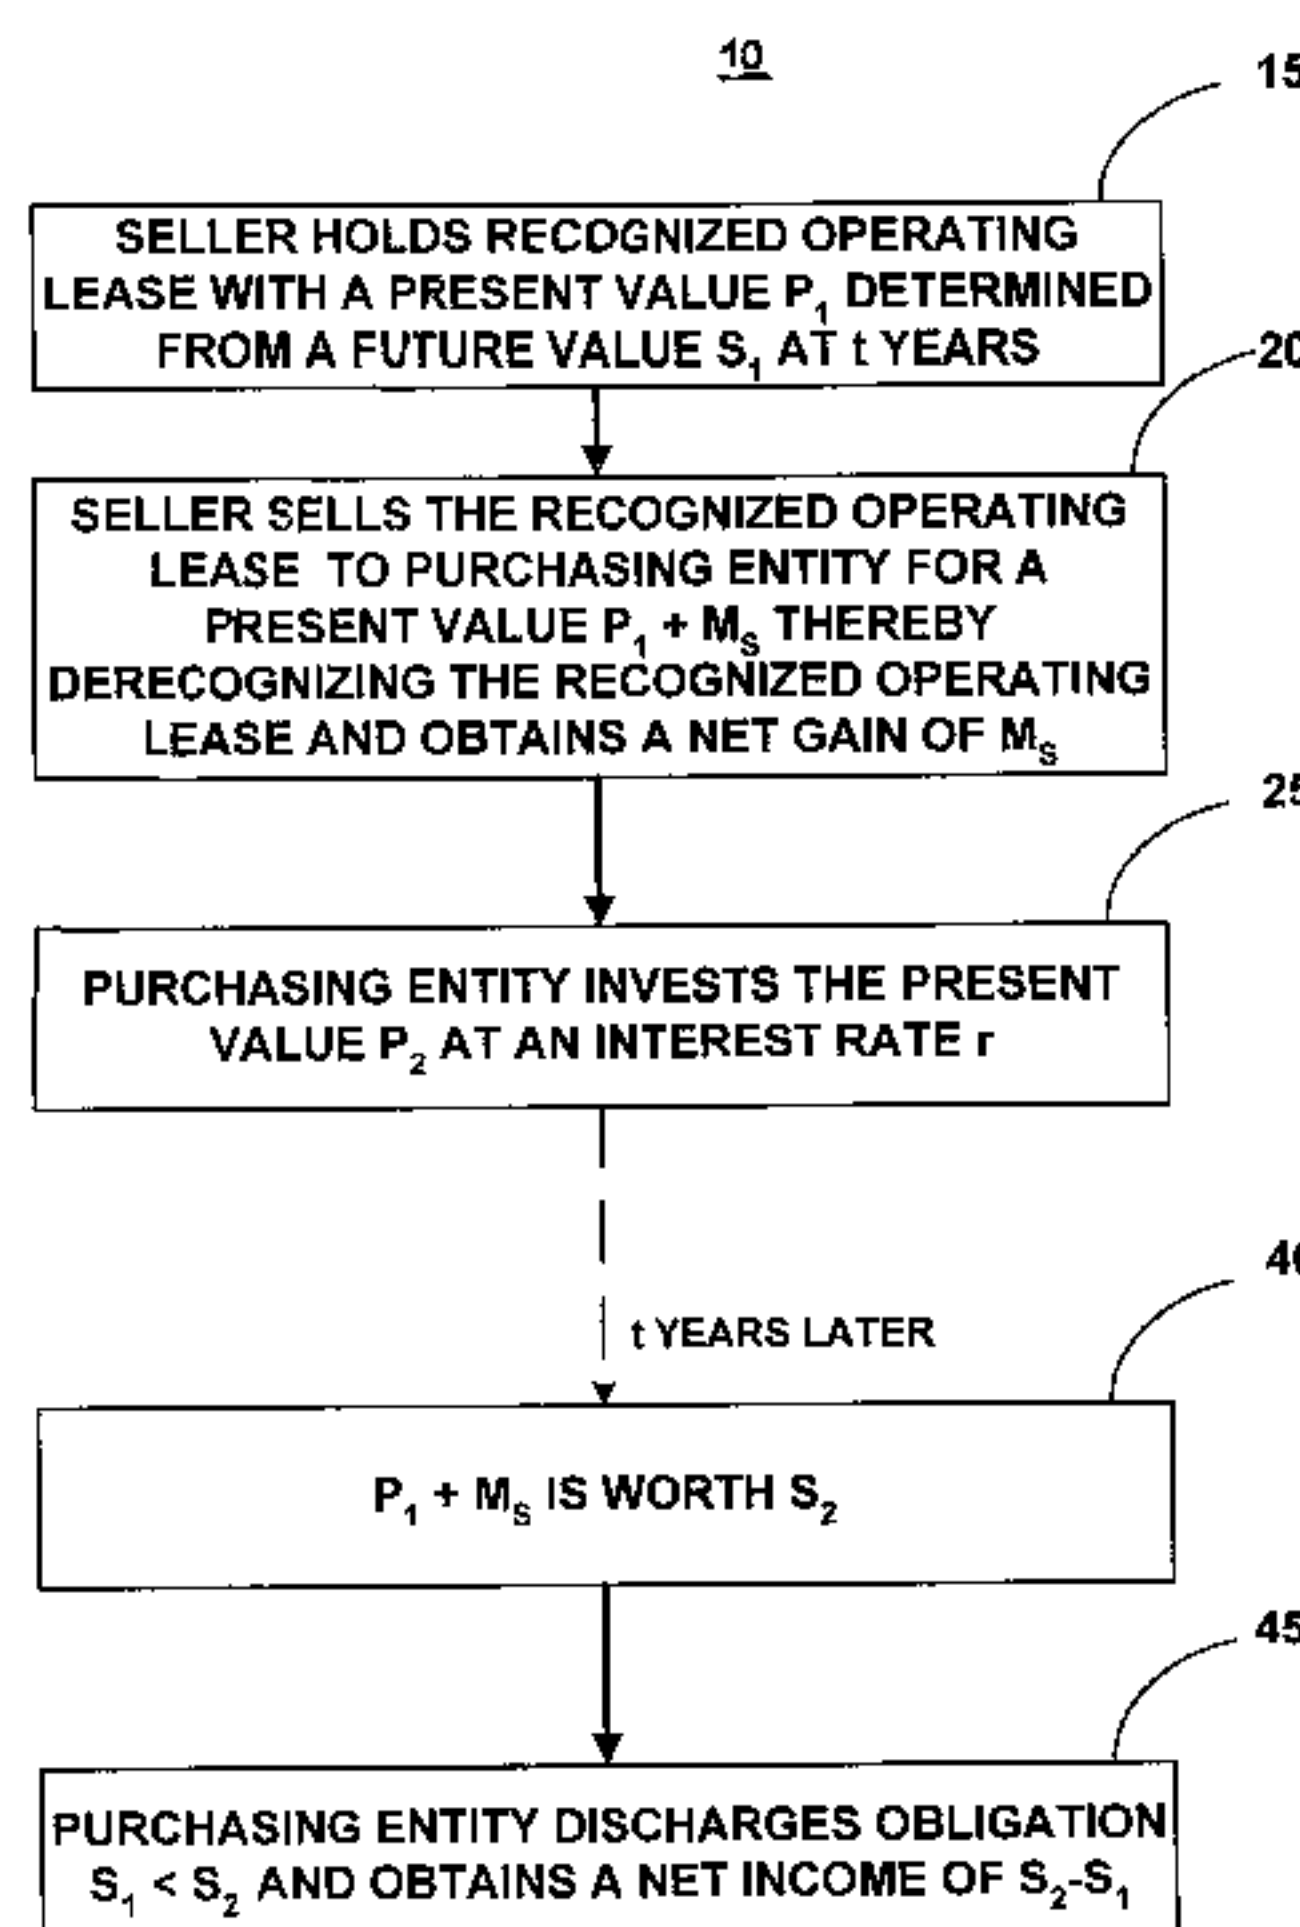 10
15
SELLER HOLDS RECOGNIZED OPERATING
LEASE WITH A PRESENT VALUE P₁ DETERMINED
FROM A FUTURE VALUE S₁ AT t YEARS
20
SELLER SELLS THE RECOGNIZED OPERATING
LEASE TO PURCHASING ENTITY FOR A
PRESENT VALUE P₁ + Mₛ THEREBY
DERECOGNIZING THE RECOGNIZED OPERATING
LEASE AND OBTAINS A NET GAIN OF Mₛ
25
PURCHASING ENTITY INVESTS THE PRESENT
VALUE P₂ AT AN INTEREST RATE r
t YEARS LATER
40
P₁ + Mₛ IS WORTH S₂
45
PURCHASING ENTITY DISCHARGES OBLIGATION
S₁ < S₂ AND OBTAINS A NET INCOME OF S₂-S₁